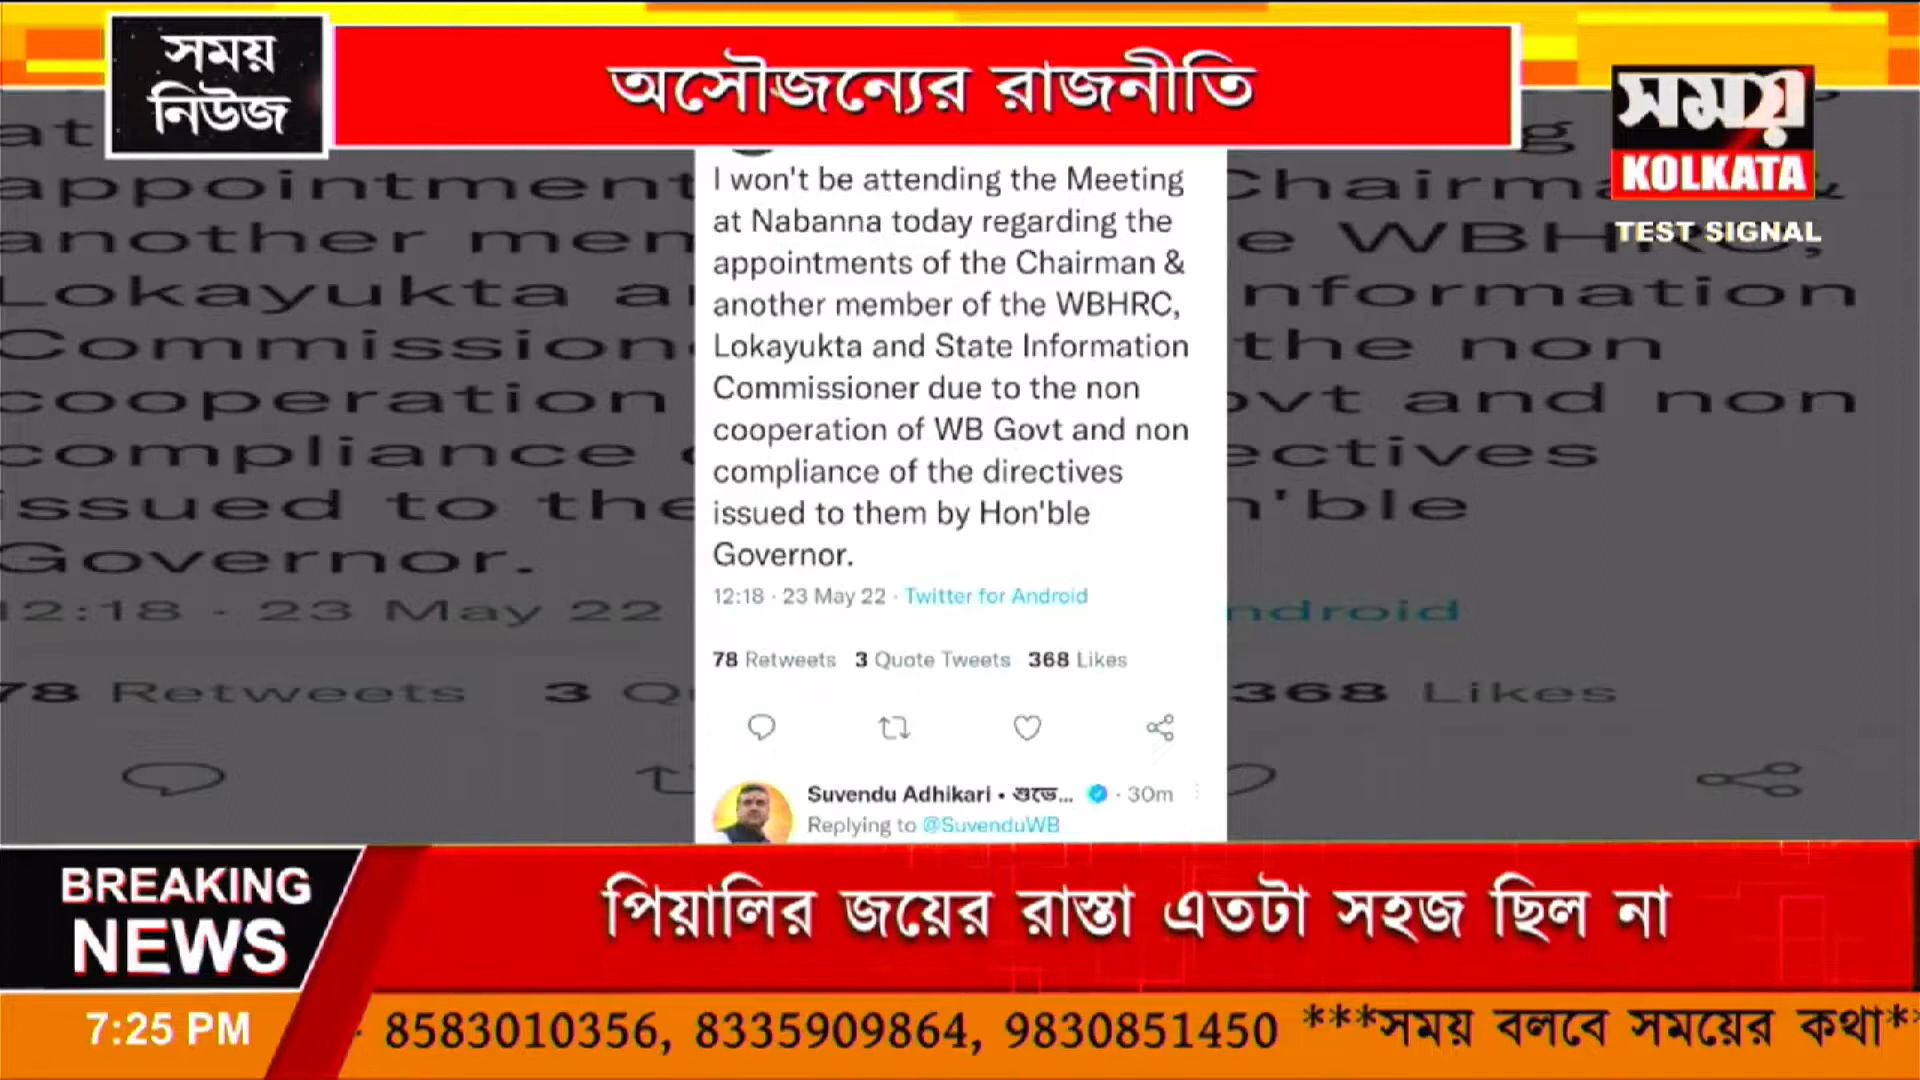 সময়
নিউজ
অসৌজন্যের রাজনীতি
সময়
KOLKATA
TEST SIGNAL
I won't be attending the Meeting
at Nabanna today regarding the
appointments of the Chairman &
another member of the WBHRC,
Lokayukta and State Information
Commissioner due to the non
cooperation of WB Govt and non
compliance of the directives
issued to them by Hon'ble
Governor.
12:18 · 23 May 22 · Twitter for Android
78 Retweets 3 Quote Tweets 368 Likes
Suvendu Adhikari • শুভে... · 30m
Replying to @SuvenduWB
BREAKING
NEWS
পিয়ালির জয়ের রাস্তা এতটা সহজ ছিল না
7:25 PM
8583010356, 8335909864, 9830851450 ***সময় বলবে সময়ের কথা*